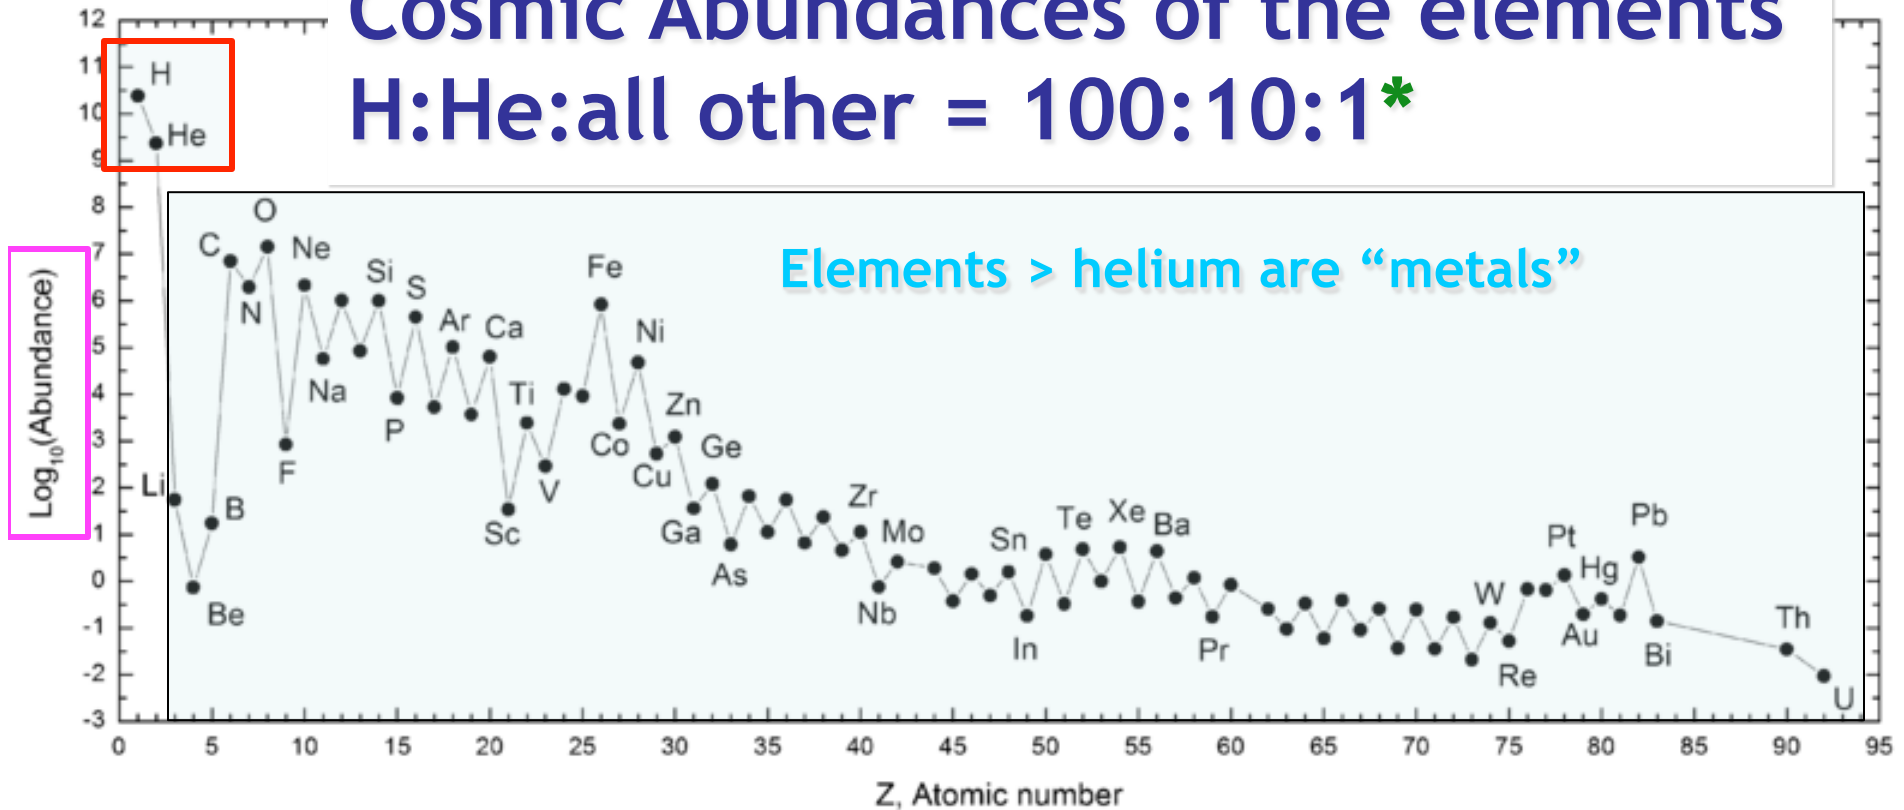 Cosmic Abundances of the elements
H:He:all other = 100:10:1*
Elements > helium are “metals”
Log10(Abundance)
12
11
10
9
8
7
6
5
4
3
2
1
0
-1
-2
-3
H
He
Li
Be
B
C
N
O
F
Ne
Na
Si
P
S
Ar
Ca
Sc
Ti
V
Fe
Co
Ni
Cu
Zn
Ga
Ge
As
Zr
Nb
Mo
In
Sn
Te
Xe
Ba
Pr
W
Re
Pt
Au
Hg
Pb
Bi
Th
U
0 5 10 15 20 25 30 35 40 45 50 55 60 65 70 75 80 85 90 95
Z, Atomic number